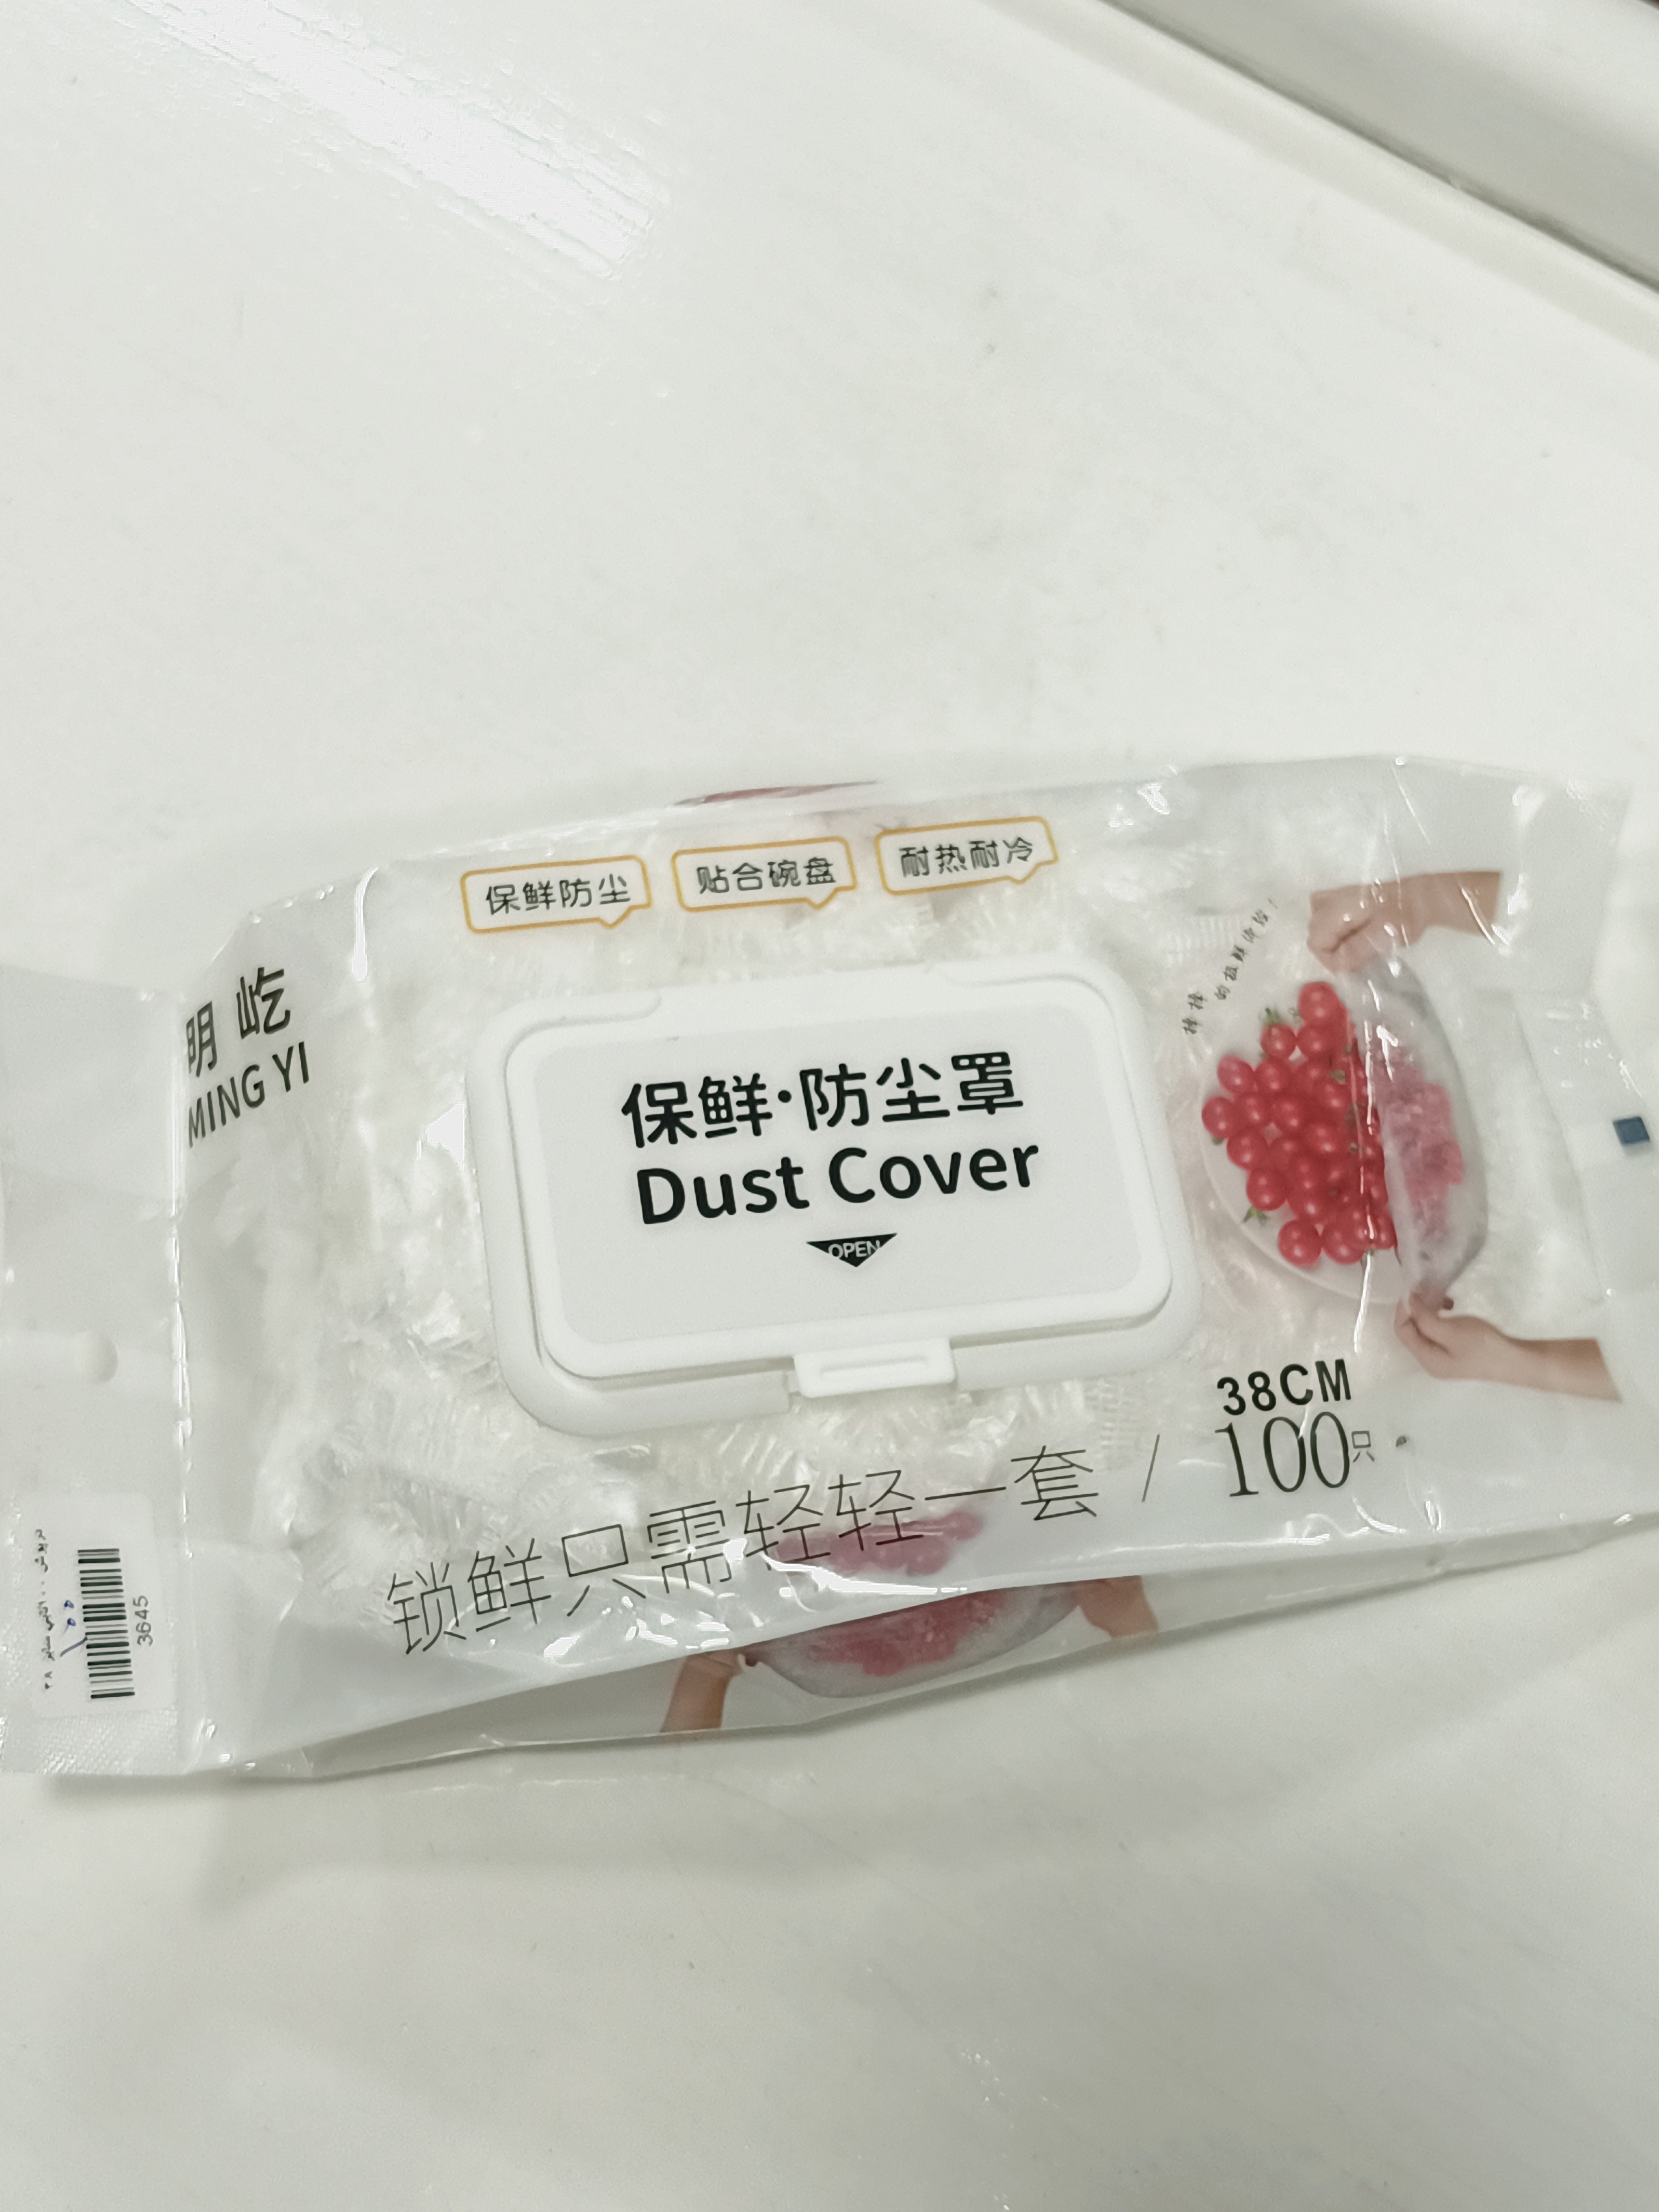 保鲜防尘
贴合碗盘
耐热耐冷
明屹
MING YI
保鲜·防尘罩
Dust Cover
OPEN
38CM
锁鲜只需轻轻一套 / 100只
3645